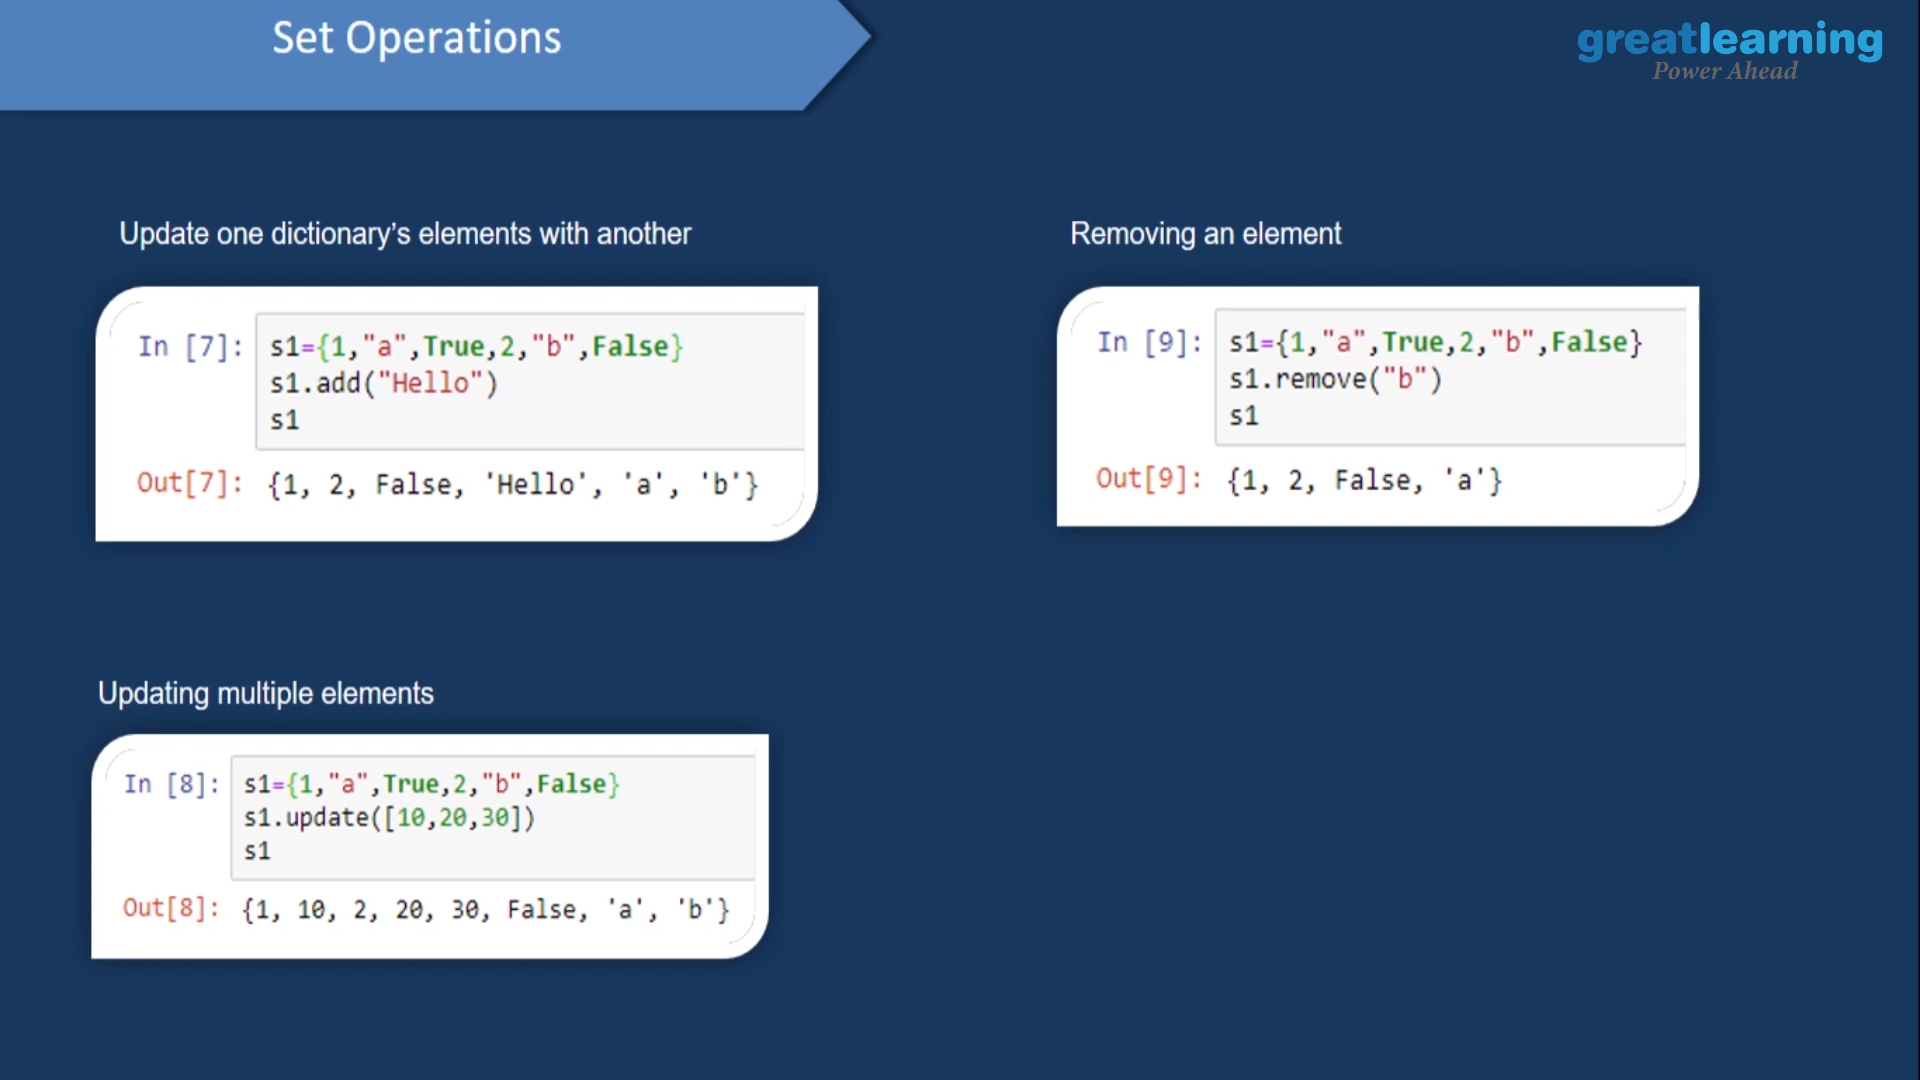 Set Operations
greatlearning
Power Ahead
Update one dictionary’s elements with another
In [7]: s1={1,"a",True,2,"b",False}
s1.add("Hello")
s1
Out[7]: {1, 2, False, 'Hello', 'a', 'b'}
Removing an element
In [9]: s1={1,"a",True,2,"b",False}
s1.remove("b")
s1
Out[9]: {1, 2, False, 'a'}
Updating multiple elements
In [8]: s1={1,"a",True,2,"b",False}
s1.update([10,20,30])
s1
Out[8]: {1, 10, 2, 20, 30, False, 'a', 'b'}